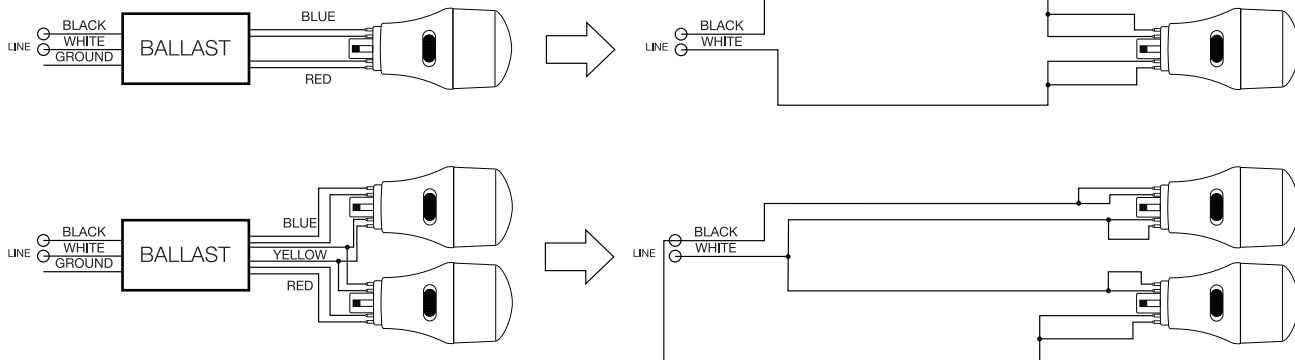 BLUE
BLACK
LINE
WHITE
GROUND
BALLAST
RED
BLACK
LINE
WHITE
BLUE
BLACK
LINE
WHITE
GROUND
BALLAST
YELLOW
RED
BLACK
LINE
WHITE